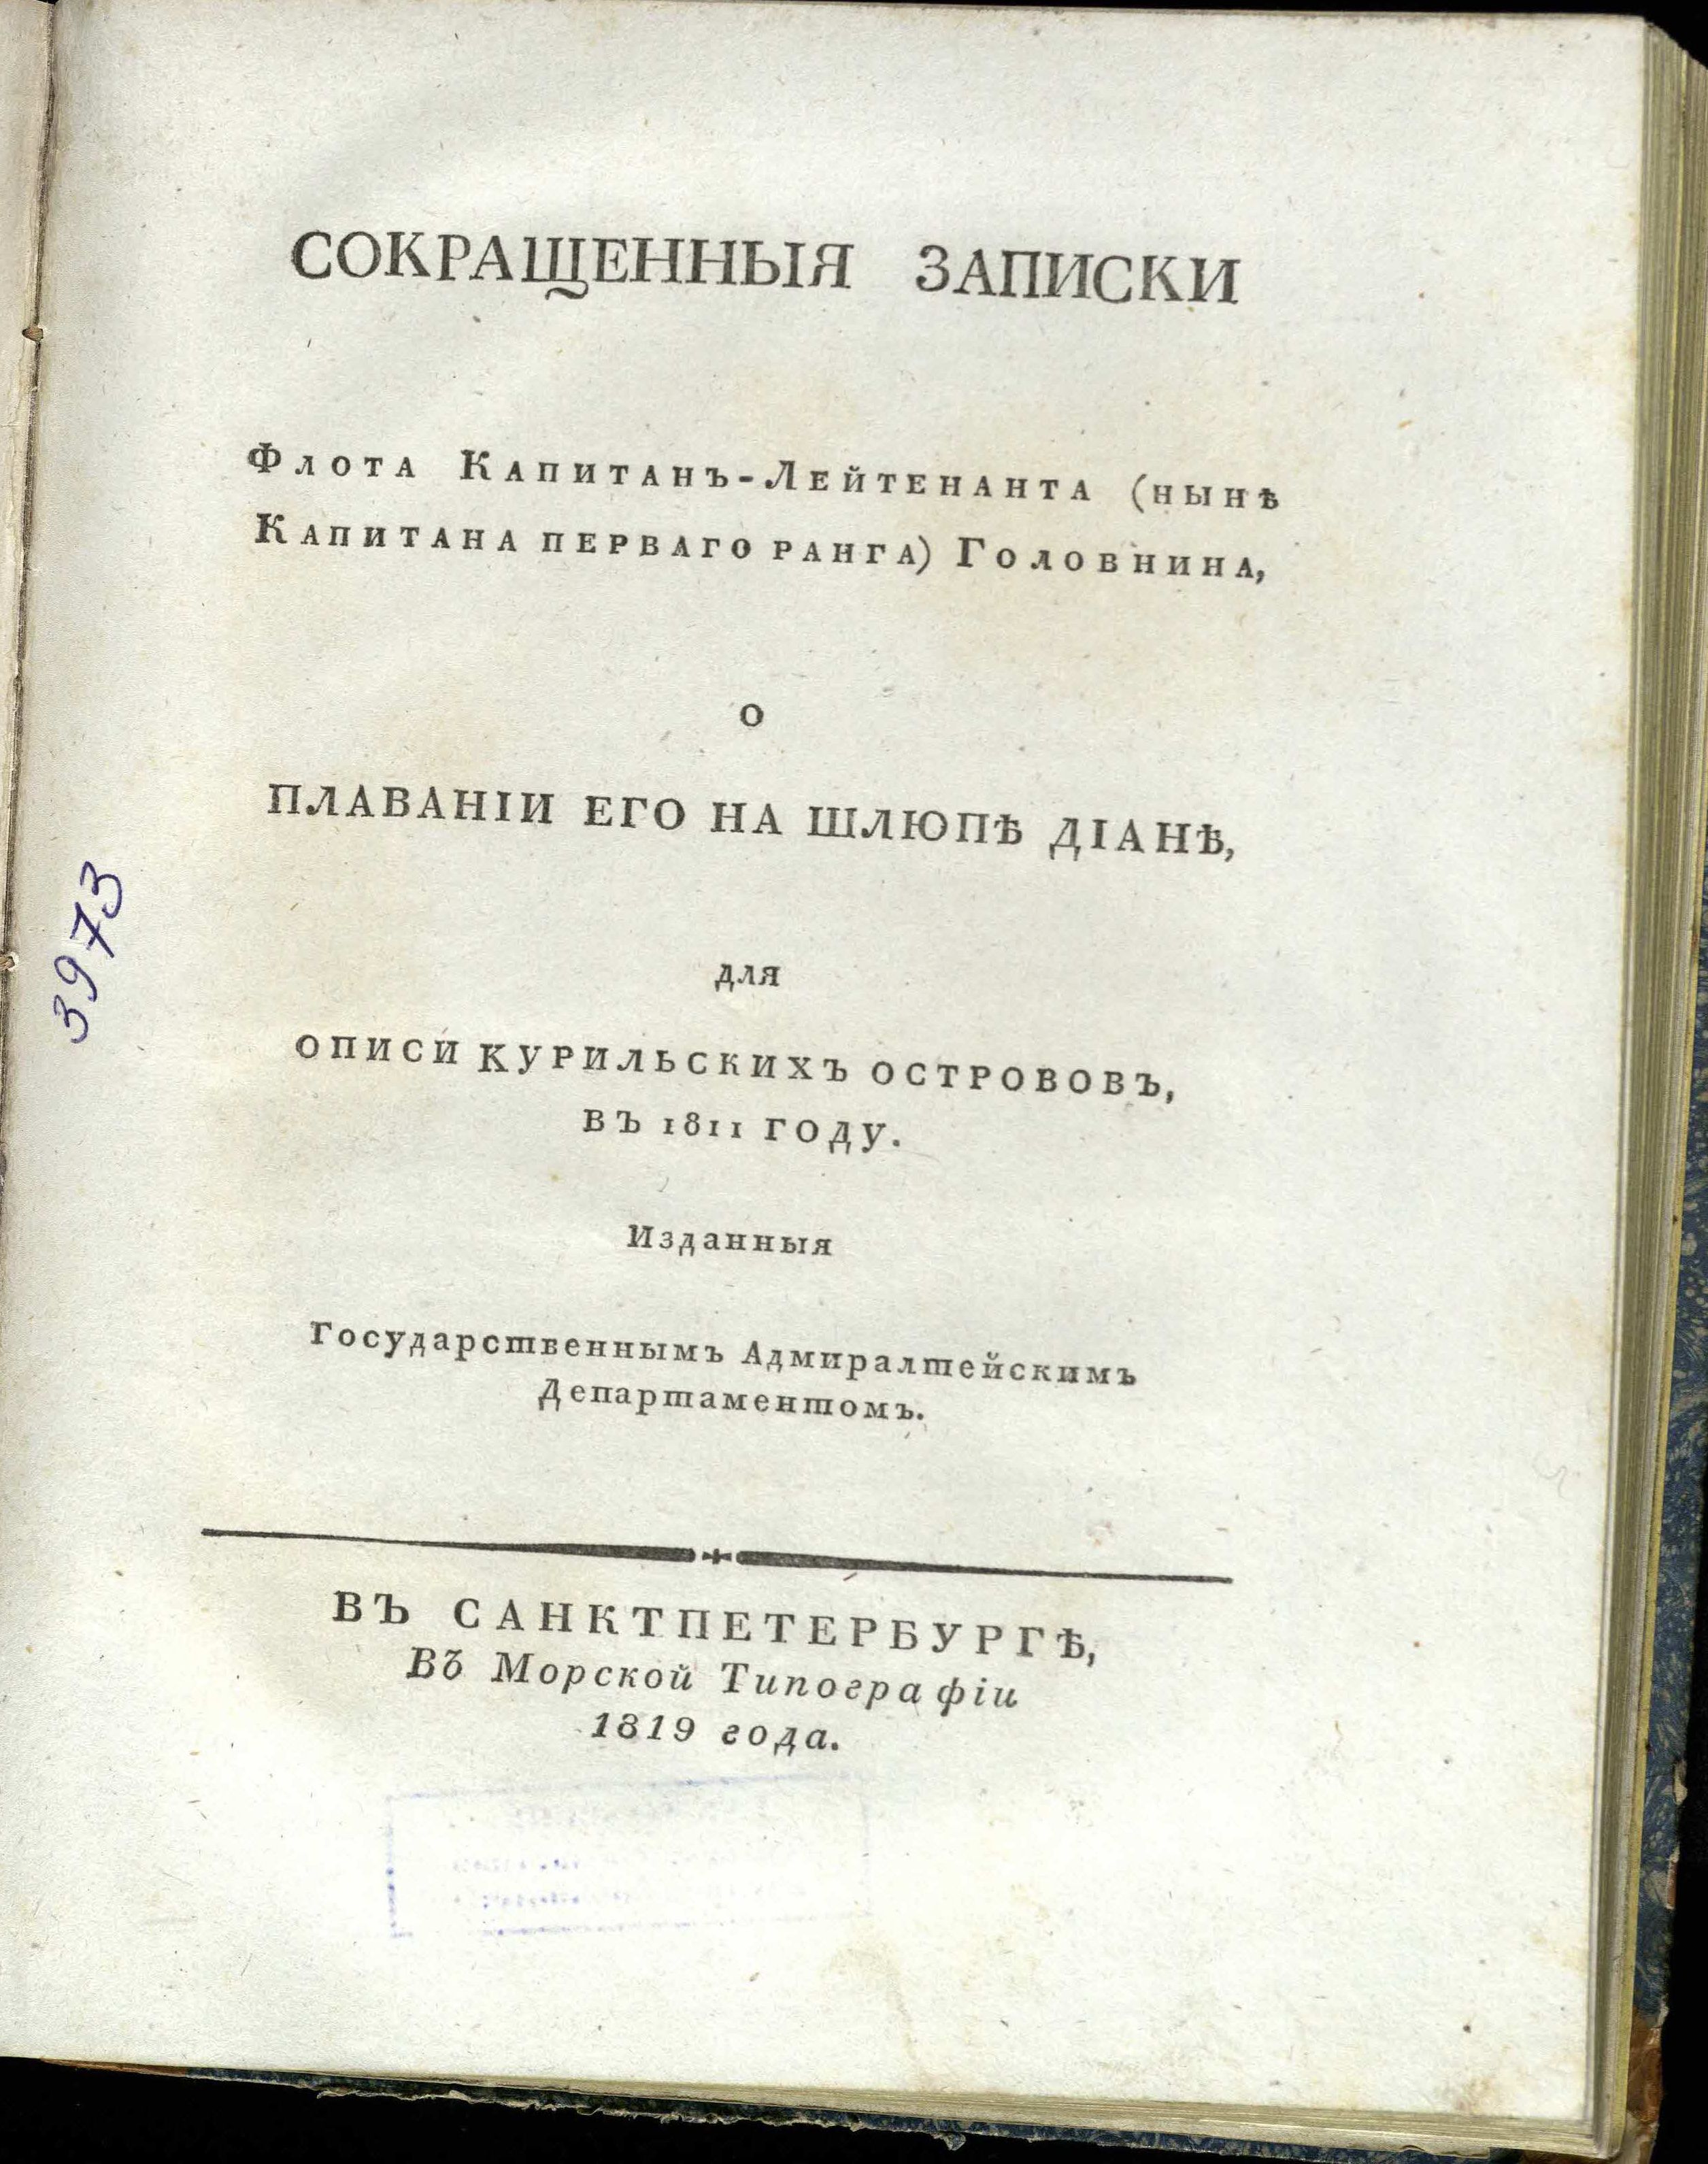 СОКРАЩЕННЫЯ ЗАПИСКИ
Флота Капитанъ-Лейтенанта (нынѣ
Капитана перваго ранга) Головнина,
о
ПЛАВАНІИ ЕГО НА ШЛЮПѢ ДІАНѢ,
для
ОПИСИ КУРИЛЬСКИХЪ ОСТРОВОВЪ,
ВЪ 1811 ГОДУ.
Изданныя
Государственнымъ Адмиралтейскимъ
Департаментомъ.
ВЪ САНКТПЕТЕРБУРГѢ,
Въ Морской Типографіи
1819 года.
3973